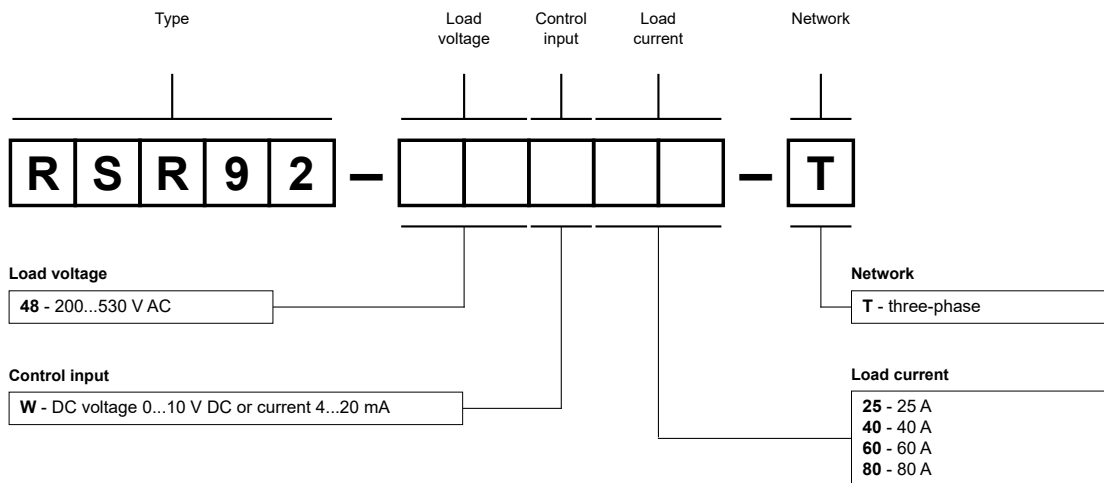 Type
Load voltage
Control input
Load current
Network
RSR92 – – T
Load voltage
48 - 200...530 V AC
Network
T - three-phase
Control input
W - DC voltage 0...10 V DC or current 4...20 mA
Load current
25 - 25 A
40 - 40 A
60 - 60 A
80 - 80 A